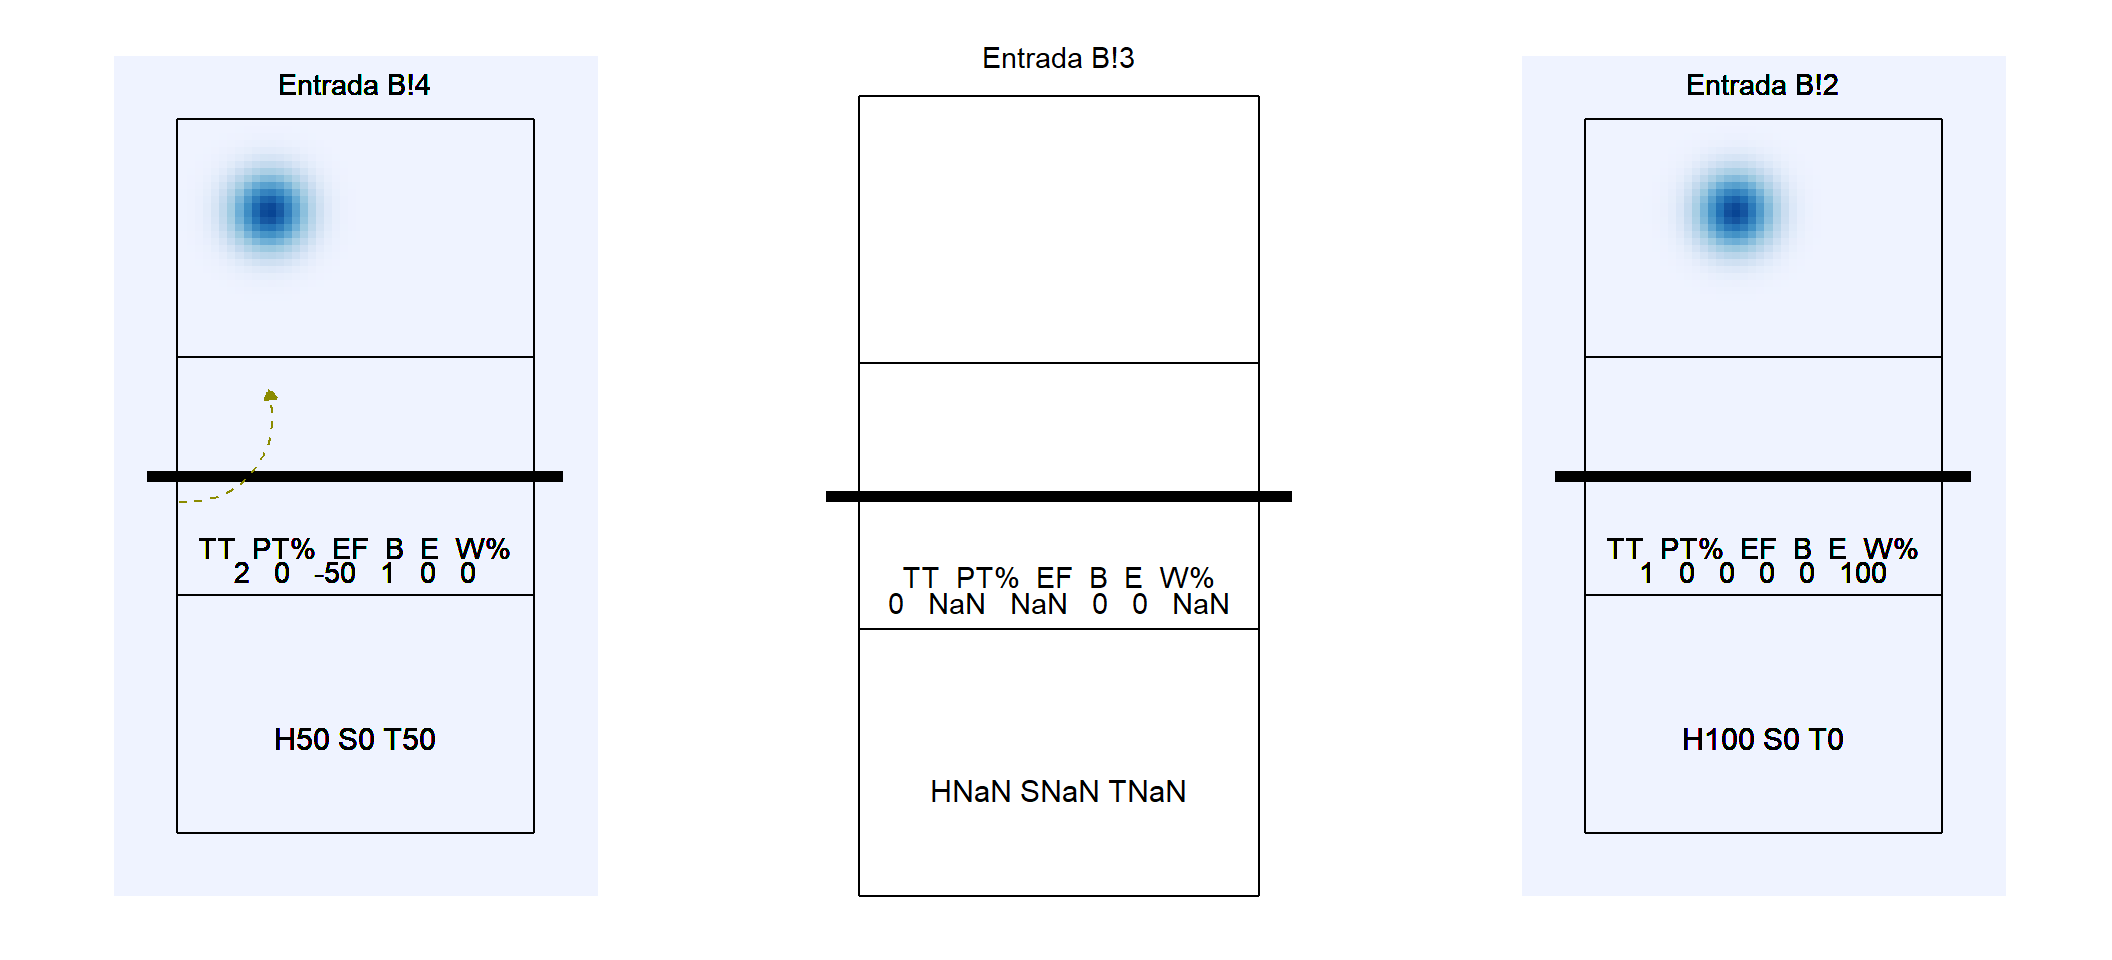 Entrada B!4
TT PT% EF B E W%
2 0 -50 1 0 0
H50 S0 T50
Entrada B!3
TT PT% EF B E W%
0 NaN NaN 0 0 NaN
HNaN SNaN TNaN
Entrada B!2
TT PT% EF B E W%
1 0 0 0 0 100
H100 S0 T0